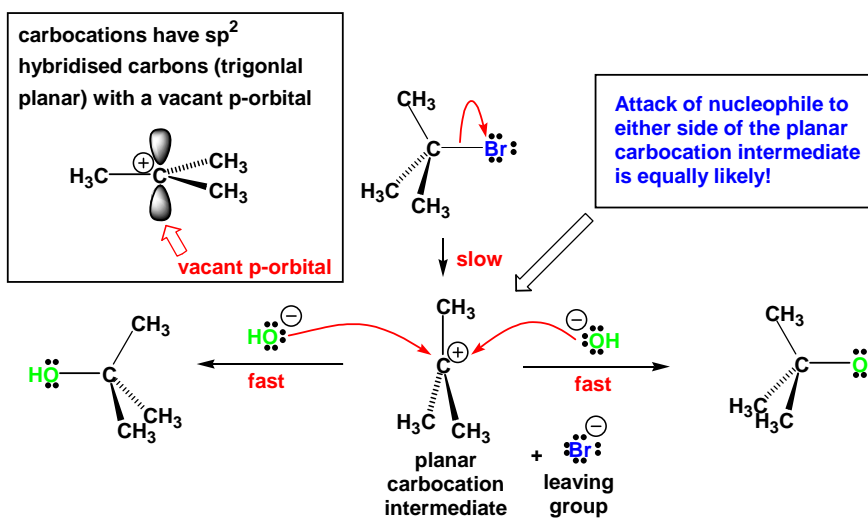 carbocations have sp2
hybridised carbons (trigonlal
planar) with a vacant p-orbital
CH3
H3C
C
+
CH3
vacant p-orbital
CH3
C
Br
H3C
CH3
slow
Attack of nucleophile to
either side of the planar
carbocation intermediate
is equally likely!
CH3
HO
C
CH3
CH3
HO −
fast
CH3
C
+
H3C
CH3
planar
carbocation
intermediate
+ Br −
leaving
group
− OH
fast
CH3
C
O
H3C
H3C